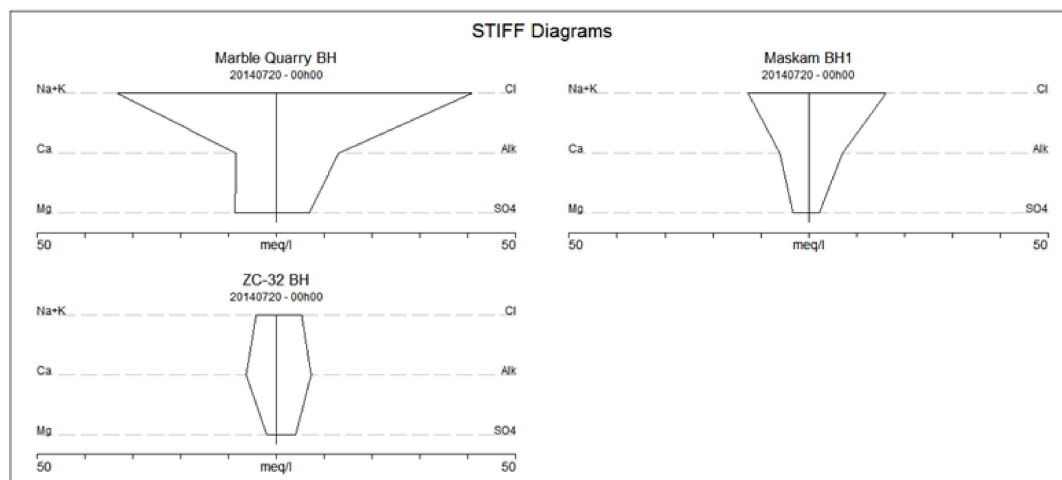 STIFF Diagrams
Marble Quarry BH
20140720 - 00h00
Na+K
Cl
Ca
Alk
Mg
SO4
50
meq/l
50
Maskam BH1
20140720 - 00h00
Na+K
Cl
Ca
Alk
Mg
SO4
50
meq/l
50
ZC-32 BH
20140720 - 00h00
Na+K
Cl
Ca
Alk
Mg
SO4
50
meq/l
50